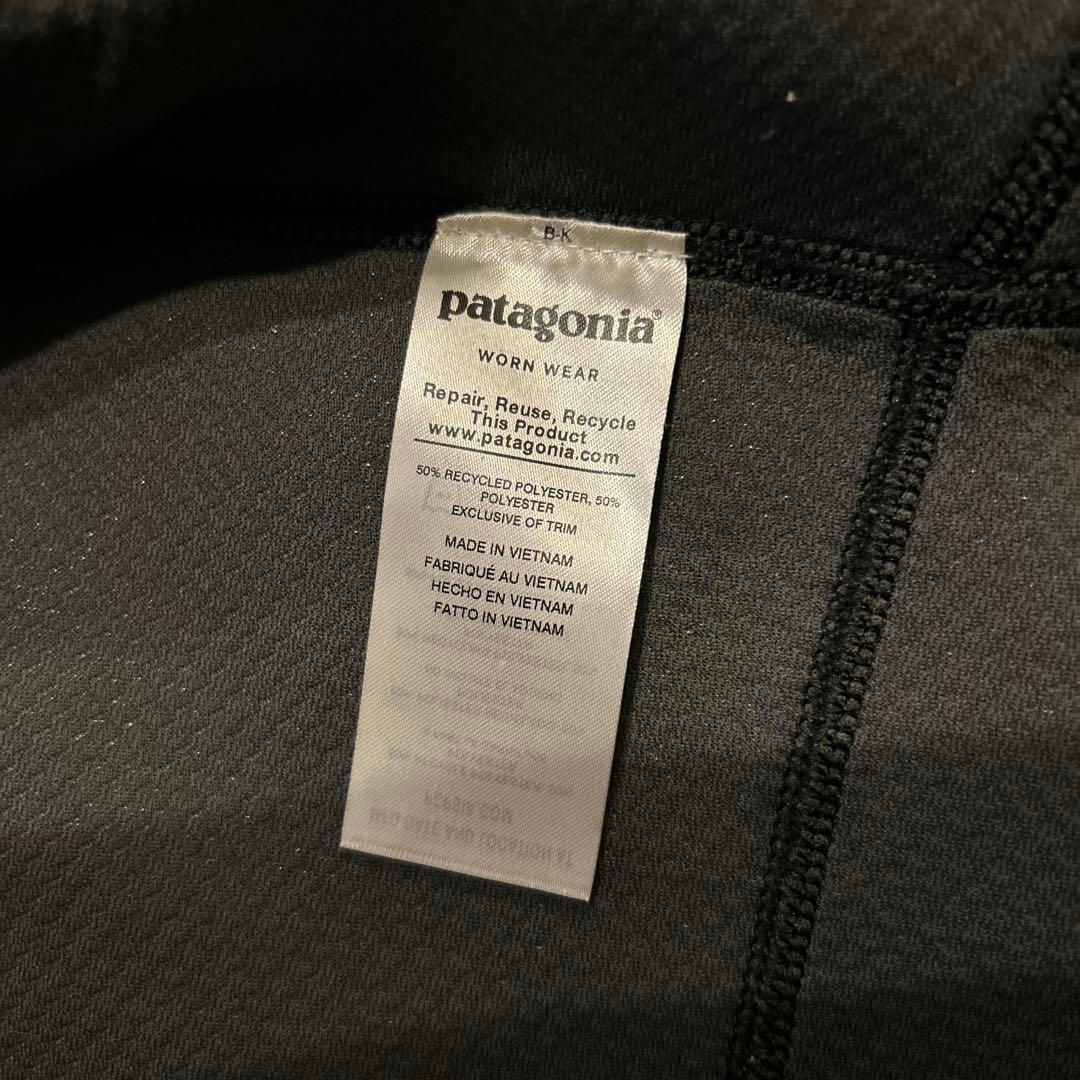 B-K
patagonia®
WORN WEAR
Repair, Reuse, Recycle
This Product
www.patagonia.com
50% RECYCLED POLYESTER, 50%
POLYESTER
EXCLUSIVE OF TRIM
MADE IN VIETNAM
FABRIQUÉ AU VIETNAM
HECHO EN VIETNAM
FATTO IN VIETNAM